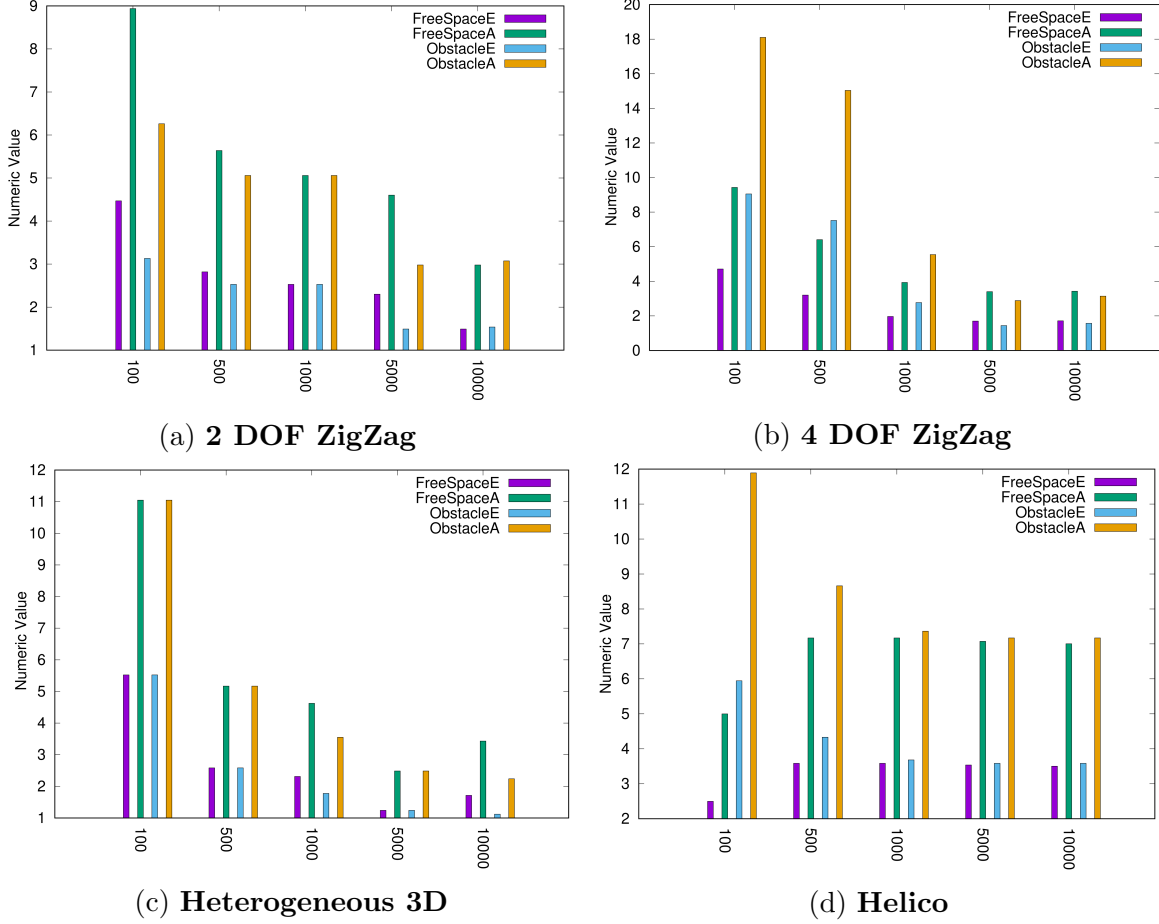 9
8
7
6
5
4
3
2
1
Numeric Value
FreeSpaceE
FreeSpaceA
ObstacleE
ObstacleA
100
500
1000
5000
10000
(a) 2 DOF ZigZag
20
18
16
14
12
10
8
6
4
2
0
Numeric Value
FreeSpaceE
FreeSpaceA
ObstacleE
ObstacleA
100
500
1000
5000
10000
(b) 4 DOF ZigZag
12
11
10
9
8
7
6
5
4
3
2
1
Numeric Value
FreeSpaceE
FreeSpaceA
ObstacleE
ObstacleA
100
500
1000
5000
10000
(c) Heterogeneous 3D
12
11
10
9
8
7
6
5
4
3
2
Numeric Value
FreeSpaceE
FreeSpaceA
ObstacleE
ObstacleA
100
500
1000
5000
10000
(d) Helico